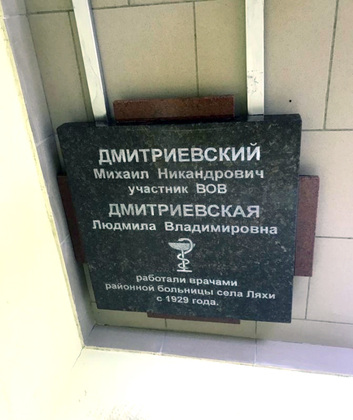 ДМИТРИЕВСКИЙ
Михаил Никандрович
участник ВОВ
ДМИТРИЕВСКАЯ
Людмила Владимировна
работали врачами
районной больницы села Ляхи
с 1929 года.